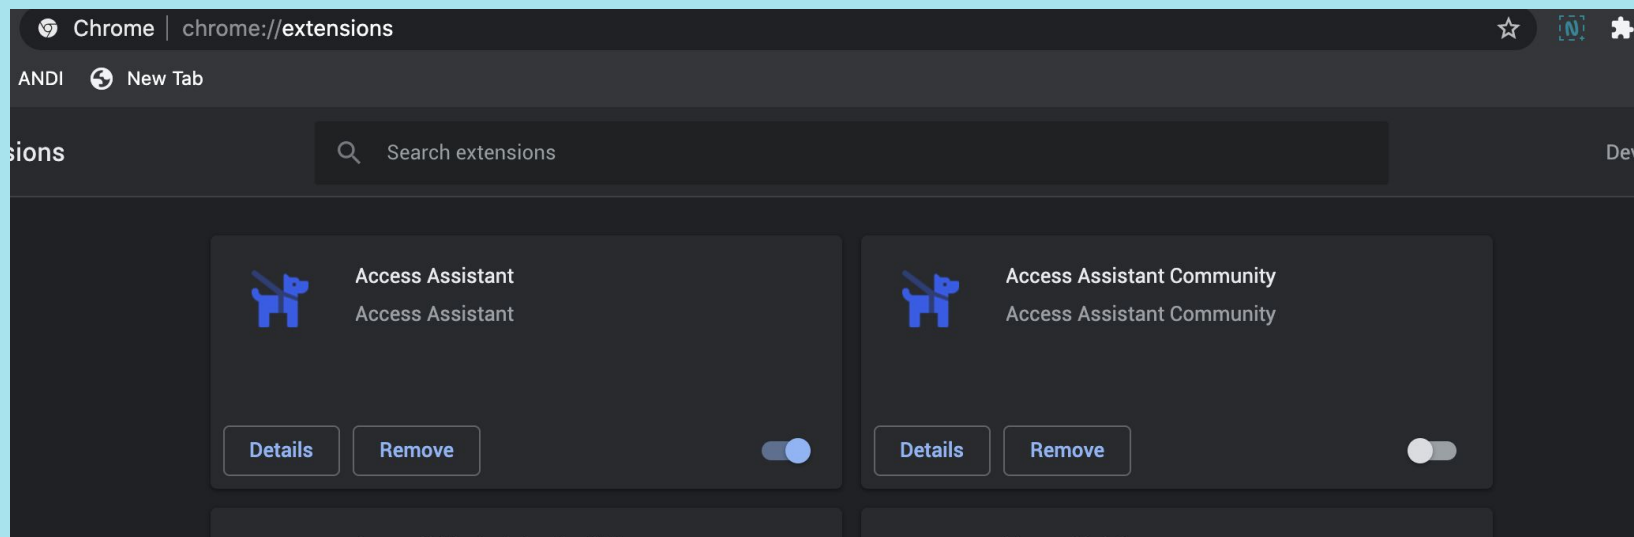 Chrome | chrome://extensions
ANDI New Tab
sions
Search extensions
Dev
Access Assistant
Access Assistant
Details Remove
Access Assistant Community
Access Assistant Community
Details Remove